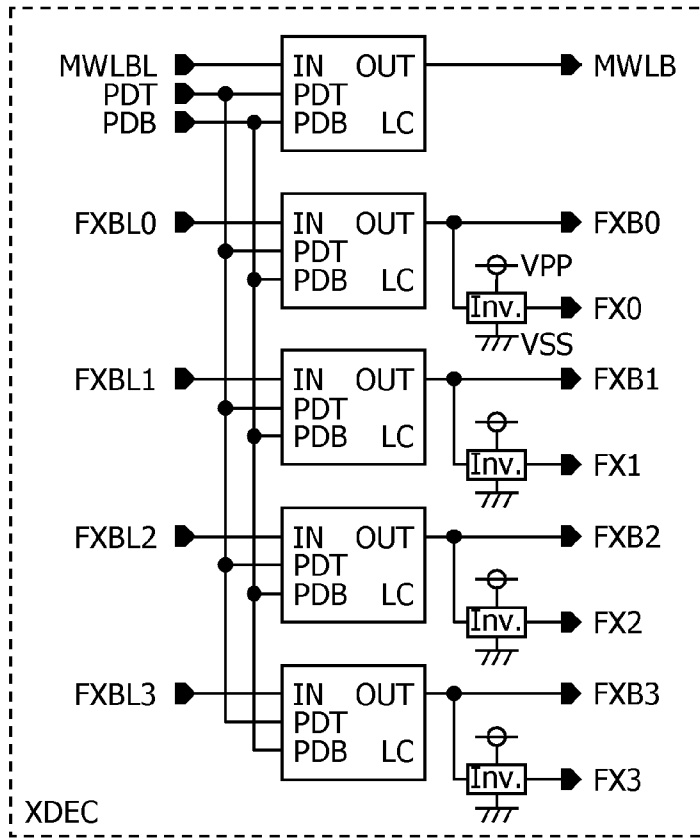 MWLBL IN OUT MWLB
PDT PDT
PDB PDB LC
FXBL0 IN OUT FXB0
PDT
VPP
PDB LC
Inv. FX0
VSS
FXBL1 IN OUT FXB1
PDT
PDB LC
Inv. FX1
FXBL2 IN OUT FXB2
PDT
PDB LC
Inv. FX2
FXBL3 IN OUT FXB3
PDT
PDB LC
Inv. FX3
XDEC